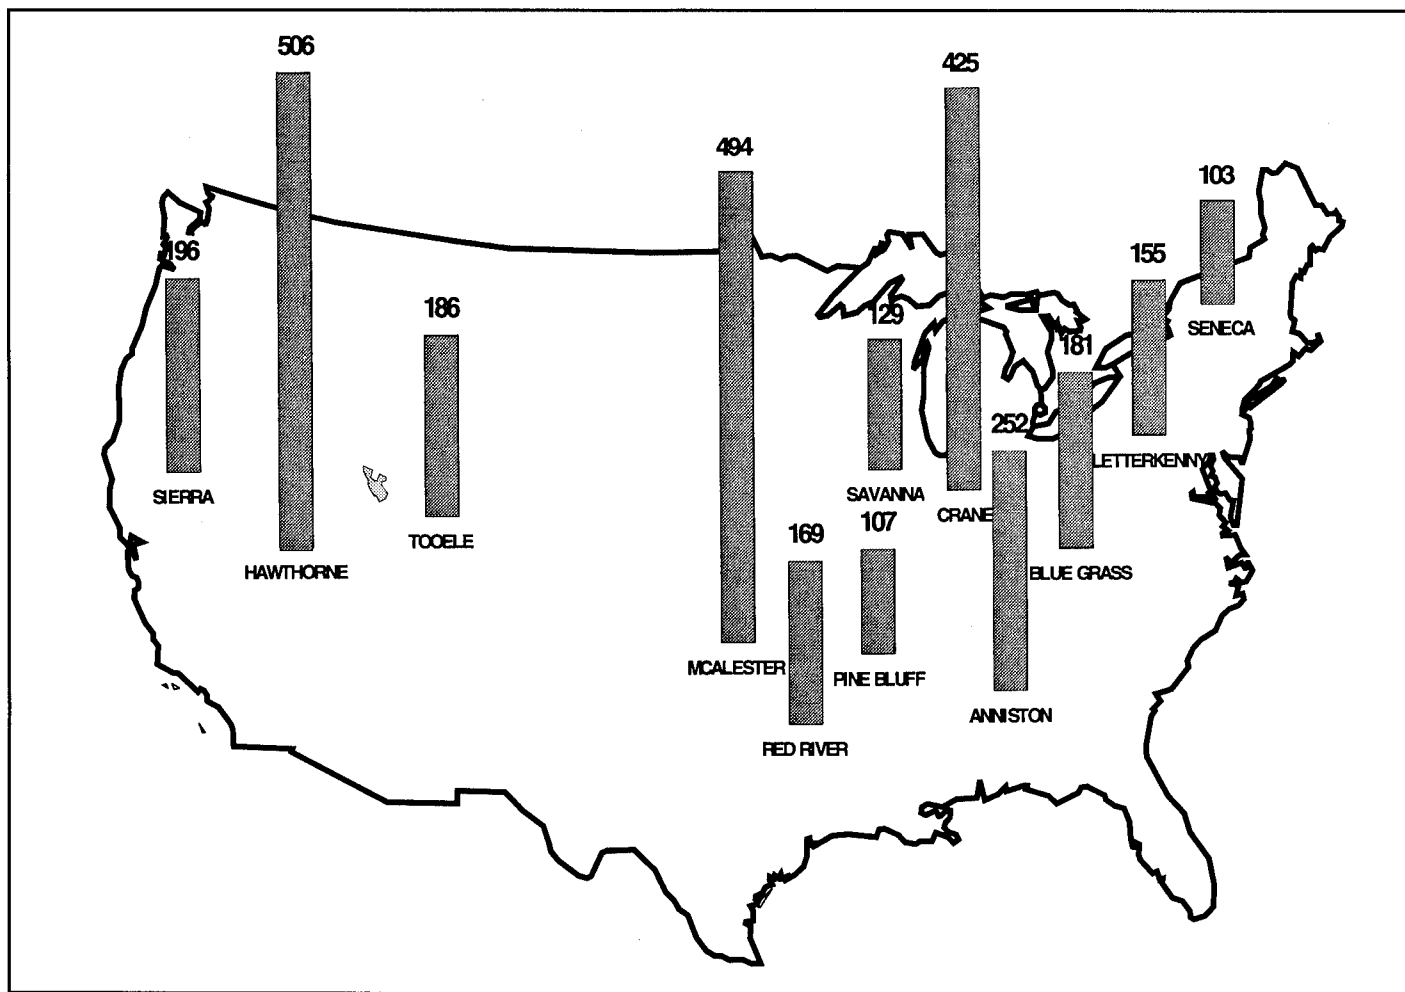 506
425
494
103
196
155
186
129
181
SENECA
252
LETTERKENNY
SIERRA
SAVANNA
CRANE
TOOELE
169
107
HAWTHORNE
BLUE GRASS
MCALESTER
PINE BLUFF
ANNISTON
RED RIVER